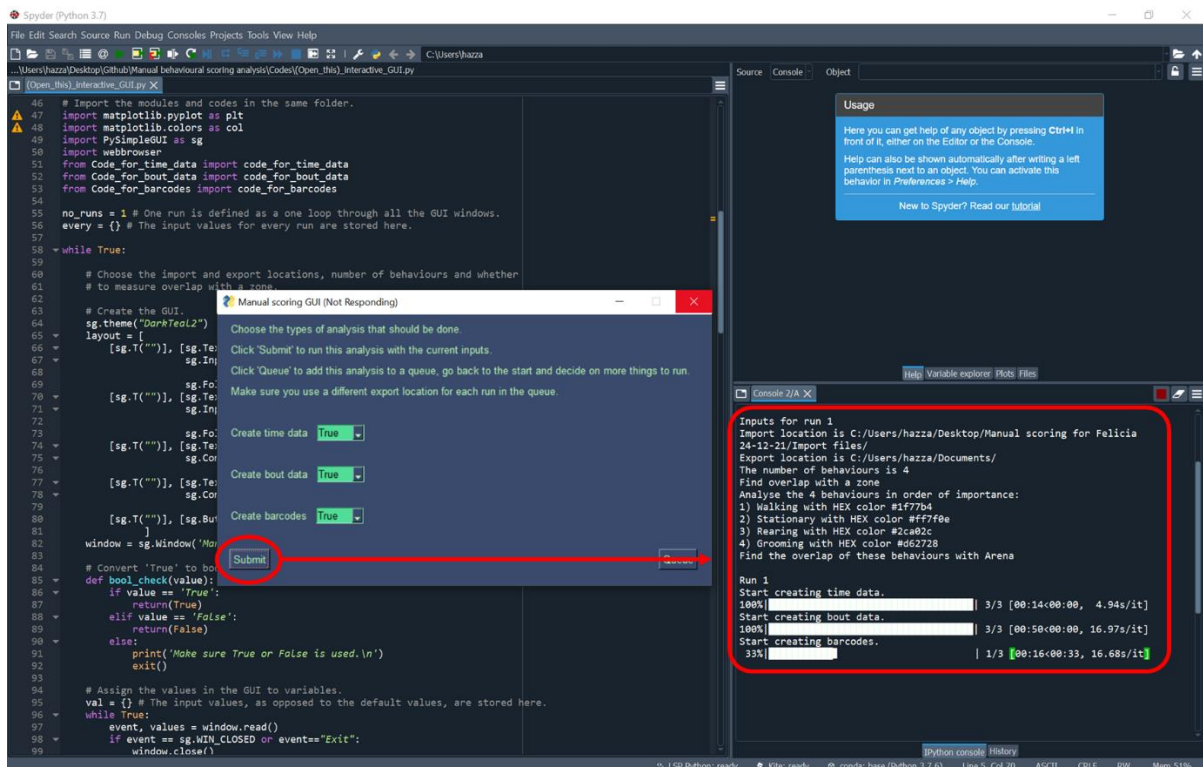 Spyder (Python 3.7)
File Edit Search Source Run Debug Consoles Projects Tools View Help
C:\Users\hazza
...\Users\hazza\Desktop\Github\Manual behavioural scoring analysis\Codes\(Open_this)_Interactive_GUI.py
(Open_this)_Interactive_GUI.py
46 # Import the modules and codes in the same folder.
47 import matplotlib.pyplot as plt
48 import matplotlib.colors as col
49 import PySimpleGUI as sg
50 import webbrowser
51 from Code_for_time_data import code_for_time_data
52 from Code_for_bout_data import code_for_bout_data
53 from Code_for_barcodes import code_for_barcodes
54
55 no_runs = 1 # One run is defined as a one loop through all the GUI windows.
56 every = {} # The input values for every run are stored here.
57
58 while True:
59
60 # Choose the import and export locations, number of behaviours and whether
61 # to measure overlap with a zone.
62
63 # Create the GUI.
64 sg.theme("DarkTeal2")
65 layout = [
66 [sg.T("")], [sg.Te
67 sg.In
68
69 sg.Fo
70 [sg.T("")], [sg.Te
71 sg.In
72
73 sg.Fo
74 [sg.T("")], [sg.Te
75 sg.Co
76
77 [sg.T("")], [sg.Te
78 sg.Co
79
80 [sg.T("")], [sg.Bu
81 ]
82 window = sg.Window('Ma
83
84 # Convert 'True' to bo
85 def bool_check(value):
86 if value == 'True':
87 return(True)
88 elif value == 'False':
89 return(False)
90 else:
91 print('Make sure True or False is used.\n')
92 exit()
93
94 # Assign the values in the GUI to variables.
95 val = {} # The input values, as opposed to the default values, are stored here.
96 while True:
97 event, values = window.read()
98 if event == sg.WIN_CLOSED or event=="Exit":
99 window.close()
Manual scoring GUI (Not Responding)
Choose the types of analysis that should be done.
Click 'Submit' to run this analysis with the current inputs.
Click 'Queue' to add this analysis to a queue, go back to the start and decide on more things to run.
Make sure you use a different export location for each run in the queue.
Create time data True
Create bout data True
Create barcodes True
Submit
Queue
Source Console Object
Usage
Here you can get help of any object by pressing Ctrl+I in
front of it, either on the Editor or the Console.
Help can also be shown automatically after writing a left
parenthesis next to an object. You can activate this
behavior in Preferences > Help.
New to Spyder? Read our tutorial
Help Variable explorer Plots Files
Console 2/A
Inputs for run 1
Import location is C:/Users/hazza/Desktop/Manual scoring for Felicia
24-12-21/Import files/
Export location is C:/Users/hazza/Documents/
The number of behaviours is 4
Find overlap with a zone
Analyse the 4 behaviours in order of importance:
1) Walking with HEX color #1f77b4
2) Stationary with HEX color #ff7f0e
3) Rearing with HEX color #2ca02c
4) Grooming with HEX color #d62728
Find the overlap of these behaviours with Arena
Run 1
Start creating time data.
100%| | 3/3 [00:14<00:00, 4.94s/it]
Start creating bout data.
100%| | 3/3 [00:50<00:00, 16.97s/it]
Start creating barcodes.
33%| | 1/3 [00:16<00:33, 16.68s/it]
IPython console History
LSP Python: ready Kite: ready conda: base (Python 3.7.6) Line 5, Col 70 ASCII CRLF RW Mem 51%